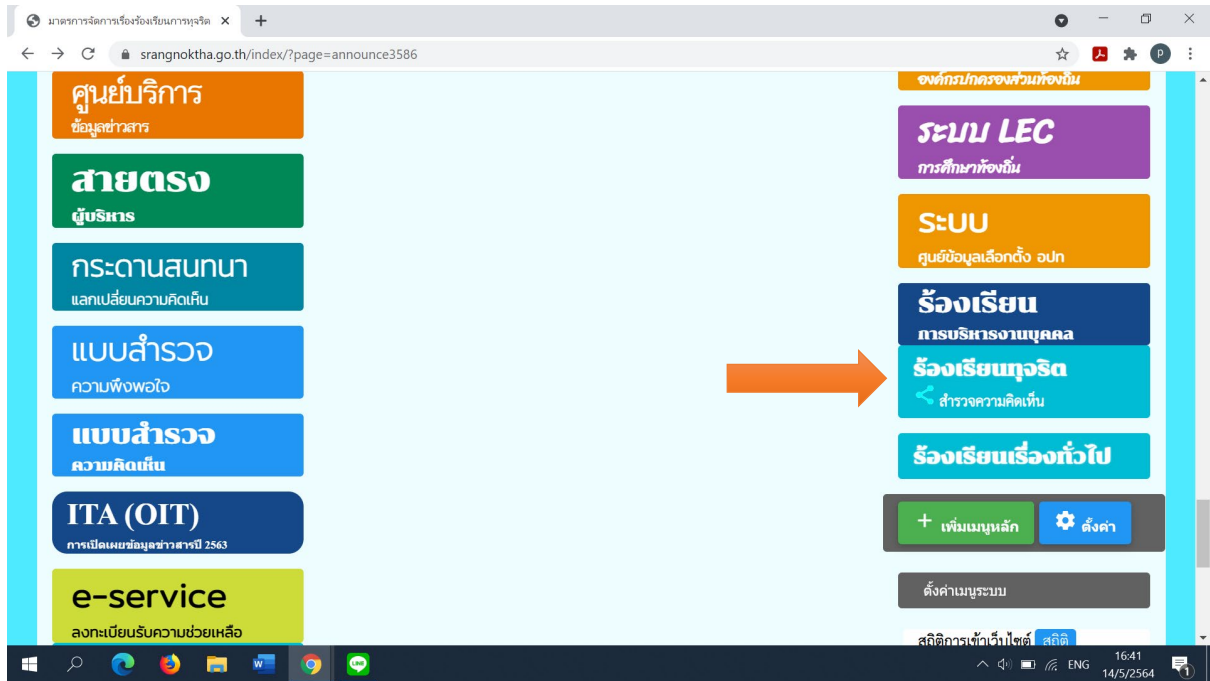 มาตรการจัดการเรื่องร้องเรียนการทุจริต
srangnoktha.go.th/index/?page=announce3586
P
ศูนย์บริการ
ข้อมูลข่าวสาร
สายตรง
ผู้บริหาร
กระดานสนทนา
แลกเปลี่ยนความคิดเห็น
แบบสำรวจ
ความพึงพอใจ
แบบสำรวจ
ความคิดเห็น
ITA (OIT)
การเปิดเผยข้อมูลข่าวสารปี 2563
e-service
ลงทะเบียนรับความช่วยเหลือ
องค์กรปกครองส่วนท้องถิ่น
ระบบ LEC
การศึกษาท้องถิ่น
ระบบ
ศูนย์ข้อมูลเลือกตั้ง อปท
ร้องเรียน
การบริหารงานบุคคล
ร้องเรียนทุจริต
สำรวจความคิดเห็น
ร้องเรียนเรื่องทั่วไป
+ เพิ่มเมนูหลัก
ตั้งค่า
ตั้งค่าเมนูระบบ
สถิติการเข้าเว็บไซต์ สถิติ
W
LINE
ENG
16:41
14/5/2564
1